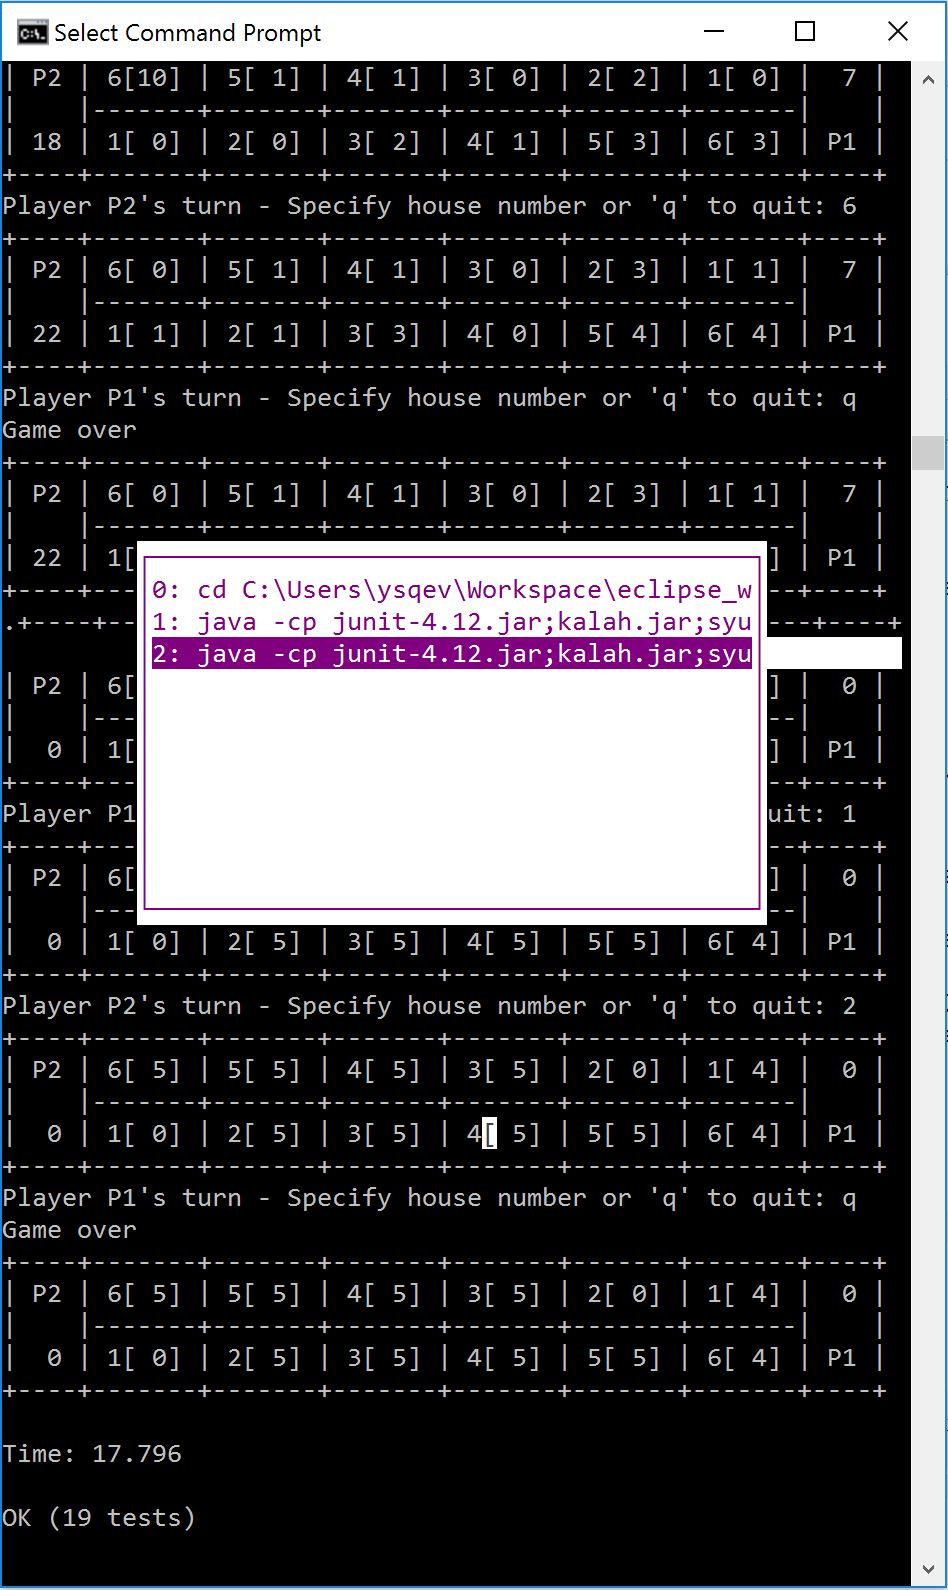 Select Command Prompt
| P2 | 6[10] | 5[ 1] | 4[ 1] | 3[ 0] | 2[ 2] | 1[ 0] |  7 |
|    |-------+-------+-------+-------+-------+-------|    |
| 18 | 1[ 0] | 2[ 0] | 3[ 2] | 4[ 1] | 5[ 3] | 6[ 3] | P1 |
+----+-------+-------+-------+-------+-------+-------+----+
Player P2's turn - Specify house number or 'q' to quit: 6
+----+-------+-------+-------+-------+-------+-------+----+
| P2 | 6[ 0] | 5[ 1] | 4[ 1] | 3[ 0] | 2[ 3] | 1[ 1] |  7 |
|    |-------+-------+-------+-------+-------+-------|    |
| 22 | 1[ 1] | 2[ 1] | 3[ 3] | 4[ 0] | 5[ 4] | 6[ 4] | P1 |
+----+-------+-------+-------+-------+-------+-------+----+
Player P1's turn - Specify house number or 'q' to quit: q
Game over
+----+-------+-------+-------+-------+-------+-------+----+
| P2 | 6[ 0] | 5[ 1] | 4[ 1] | 3[ 0] | 2[ 3] | 1[ 1] |  7 |
|    |-------+-------+-------+-------+-------+-------|    |
| 22 | 1[ ] | P1 |
+----+-- --+----+
0: cd C:\Users\ysqev\Workspace\eclipse_w
.+----+-- ---+----+
1: java -cp junit-4.12.jar;kalah.jar;syu
2: java -cp junit-4.12.jar;kalah.jar;syu
| P2 | 6[ ] |  0 |
|    |--- --|    |
|  0 | 1[ ] | P1 |
+----+--- --+----+
Player P1 uit: 1
+----+--- --+----+
| P2 | 6[ ] |  0 |
|    |--- --|    |
|  0 | 1[ 0] | 2[ 5] | 3[ 5] | 4[ 5] | 5[ 5] | 6[ 4] | P1 |
+----+-------+-------+-------+-------+-------+-------+----+
Player P2's turn - Specify house number or 'q' to quit: 2
+----+-------+-------+-------+-------+-------+-------+----+
| P2 | 6[ 5] | 5[ 5] | 4[ 5] | 3[ 5] | 2[ 0] | 1[ 4] |  0 |
|    |-------+-------+-------+-------+-------+-------|    |
|  0 | 1[ 0] | 2[ 5] | 3[ 5] | 4[ 5] | 5[ 5] | 6[ 4] | P1 |
+----+-------+-------+-------+-------+-------+-------+----+
Player P1's turn - Specify house number or 'q' to quit: q
Game over
+----+-------+-------+-------+-------+-------+-------+----+
| P2 | 6[ 5] | 5[ 5] | 4[ 5] | 3[ 5] | 2[ 0] | 1[ 4] |  0 |
|    |-------+-------+-------+-------+-------+-------|    |
|  0 | 1[ 0] | 2[ 5] | 3[ 5] | 4[ 5] | 5[ 5] | 6[ 4] | P1 |
+----+-------+-------+-------+-------+-------+-------+----+
Time: 17.796
OK (19 tests)